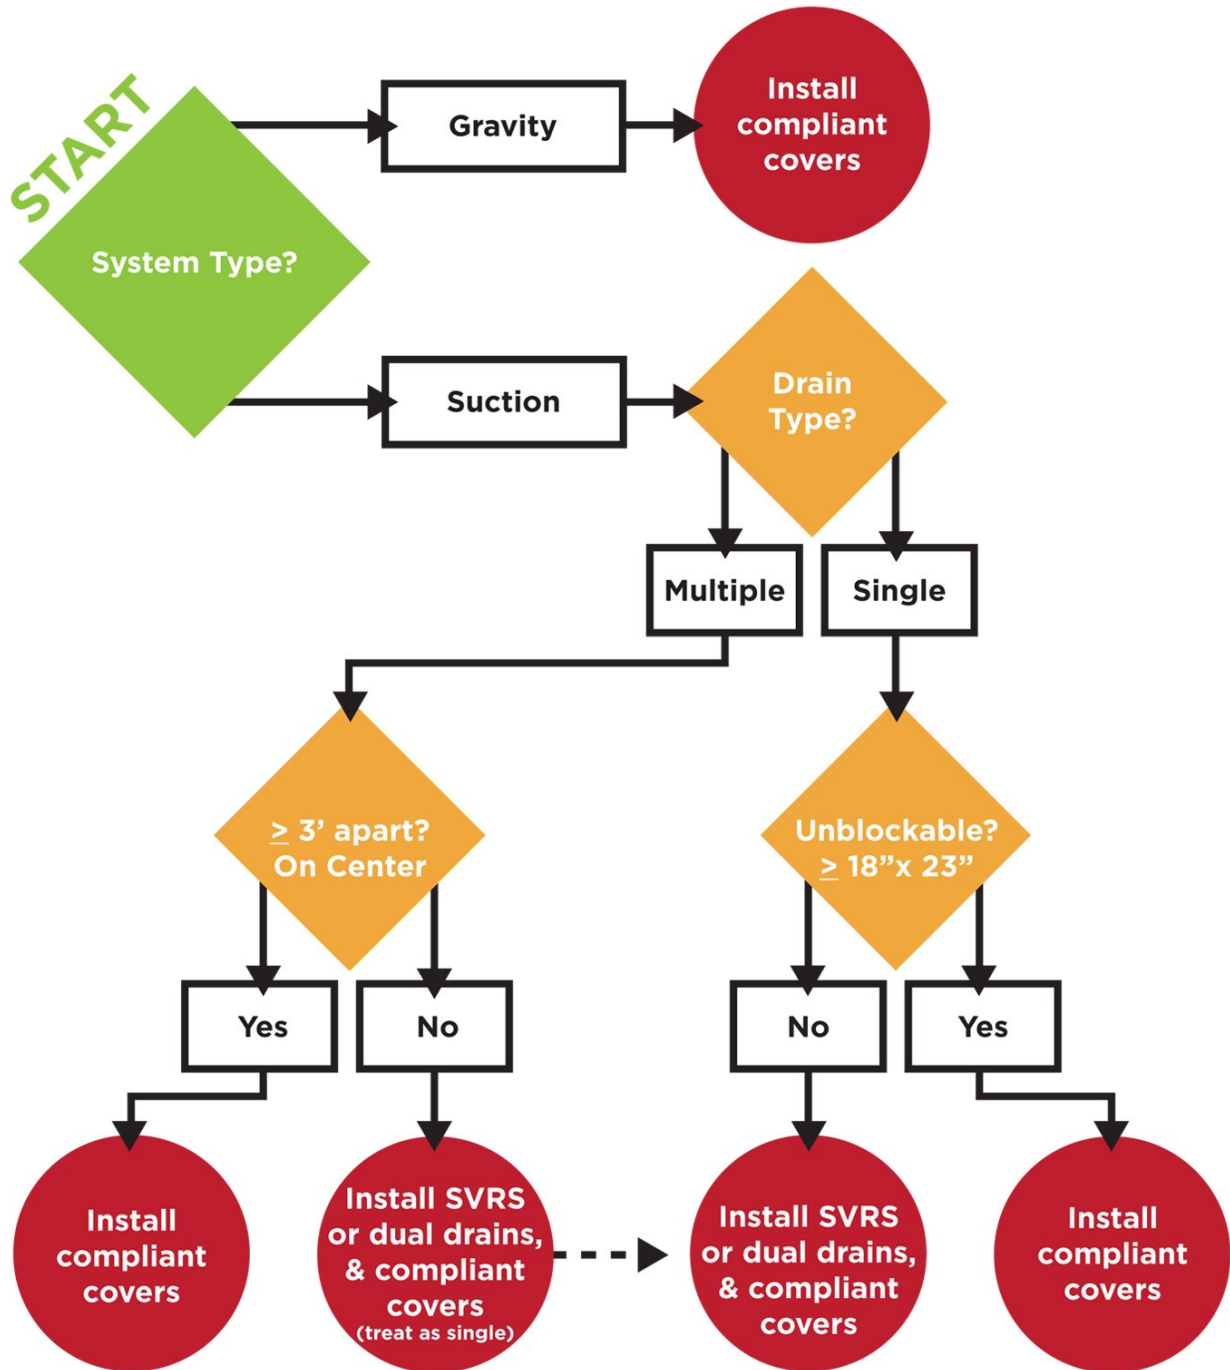 START
System Type?
Gravity
Install
compliant
covers
Suction
Drain
Type?
Multiple
Single
≥ 3’ apart?
On Center
Unblockable?
≥ 18”x 23”
Yes
No
No
Yes
Install
compliant
covers
Install SVRS
or dual drains,
& compliant
covers
(treat as single)
Install SVRS
or dual drains,
& compliant
covers
Install
compliant
covers